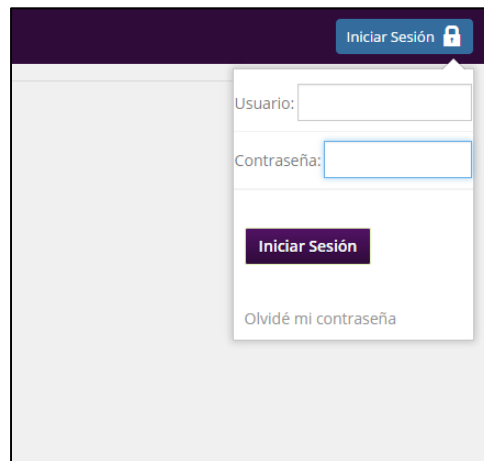 Iniciar Sesión
Usuario:
Contraseña:
Iniciar Sesión
Olvidé mi contraseña